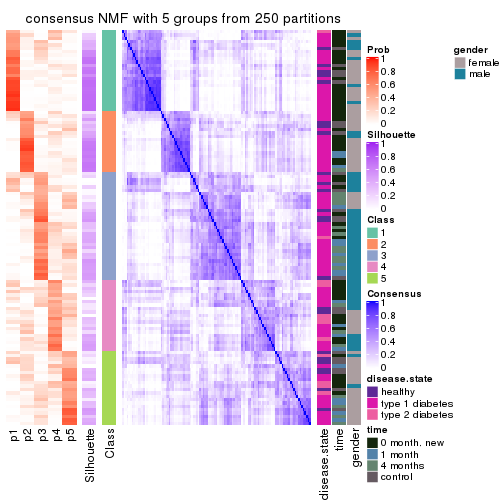 consensus NMF with 5 groups from 250 partitions
Prob
1
0.8
0.6
0.4
0.2
0
gender
female
male
Silhouette
1
0.8
0.6
0.4
0.2
0
Class
1
2
3
4
5
Consensus
1
0.8
0.6
0.4
0.2
0
disease.state
healthy
type 1 diabetes
type 2 diabetes
time
0 month. new
1 month
4 months
control
p1
p2
p3
p4
p5
Silhouette
Class
disease.state
time
gender